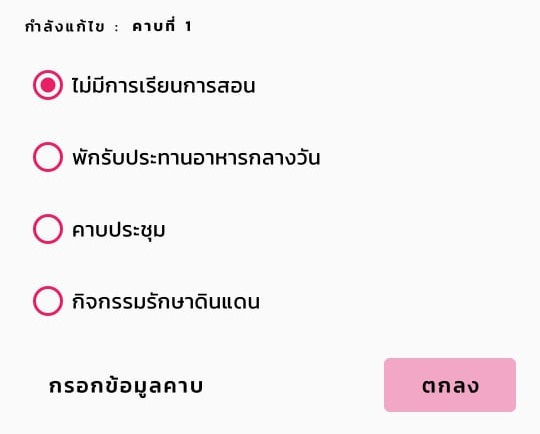 กำลังแก้ไข : คาบที่ 1
ไม่มีการเรียนการสอน
พักรับประทานอาหารกลางวัน
คาบประชุม
กิจกรรมรักษาดินแดน
กรอกข้อมูลคาบ
ตกลง